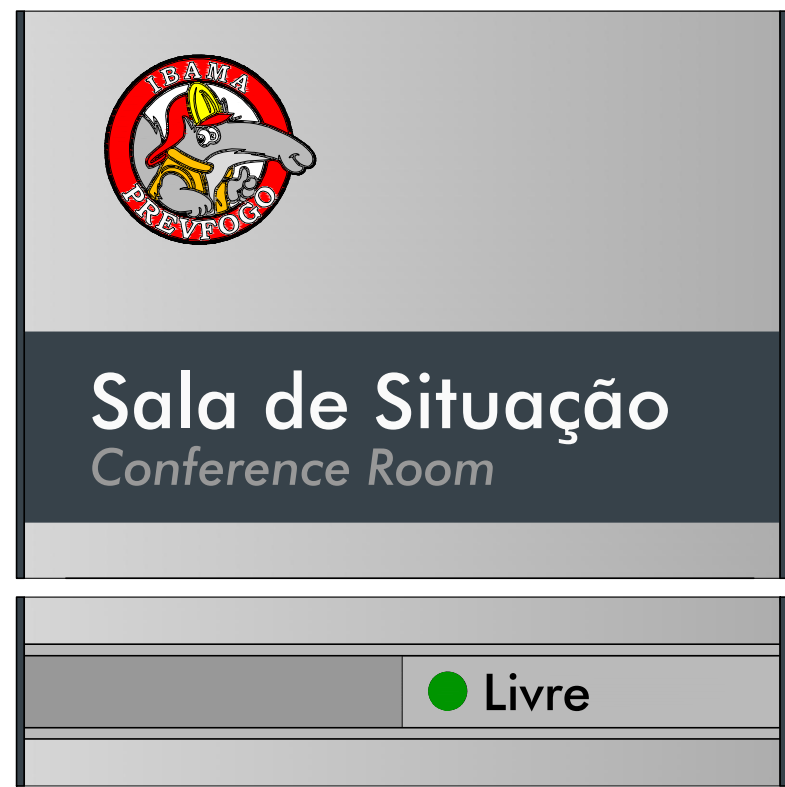 IBAMA
PREVFOGO
Sala de Situação
Conference Room
Livre